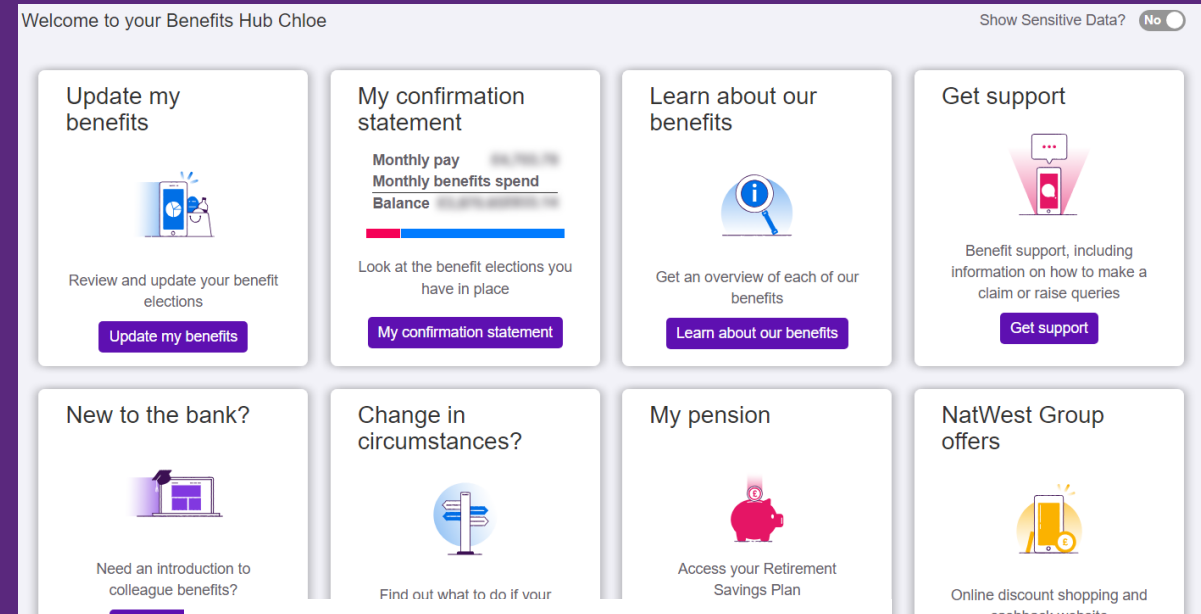 Welcome to your Benefits Hub Chloe
Show Sensitive Data?
No
Update my
benefits
Review and update your benefit
elections
Update my benefits
My confirmation
statement
Monthly pay
Monthly benefits spend
Balance
Look at the benefit elections you
have in place
My confirmation statement
Learn about our
benefits
Get an overview of each of our
benefits
Learn about our benefits
Get support
Benefit support, including
information on how to make a
claim or raise queries
Get support
New to the bank?
Need an introduction to
colleague benefits?
Change in
circumstances?
Find out what to do if your
My pension
£
Access your Retirement
Savings Plan
NatWest Group
offers
£
Online discount shopping and
cashback website